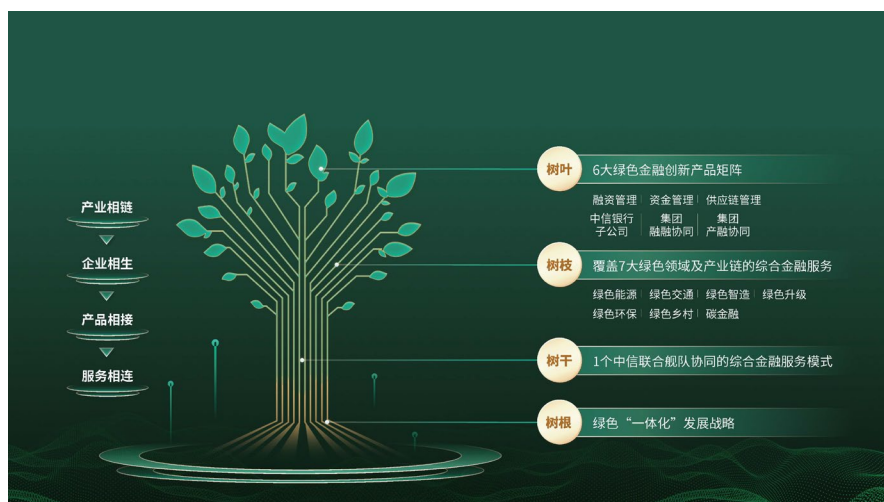 产业相链
企业相生
产品相接
服务相连
树叶
6大绿色金融创新产品矩阵
融资管理 资金管理 供应链管理
中信银行 集团 集团
子公司 融融协同 产融协同
树枝
覆盖7大绿色领域及产业链的综合金融服务
绿色能源 绿色交通 绿色智造 绿色升级
绿色环保 绿色乡村 碳金融
树干
1个中信联合舰队协同的综合金融服务模式
树根
绿色“一体化”发展战略